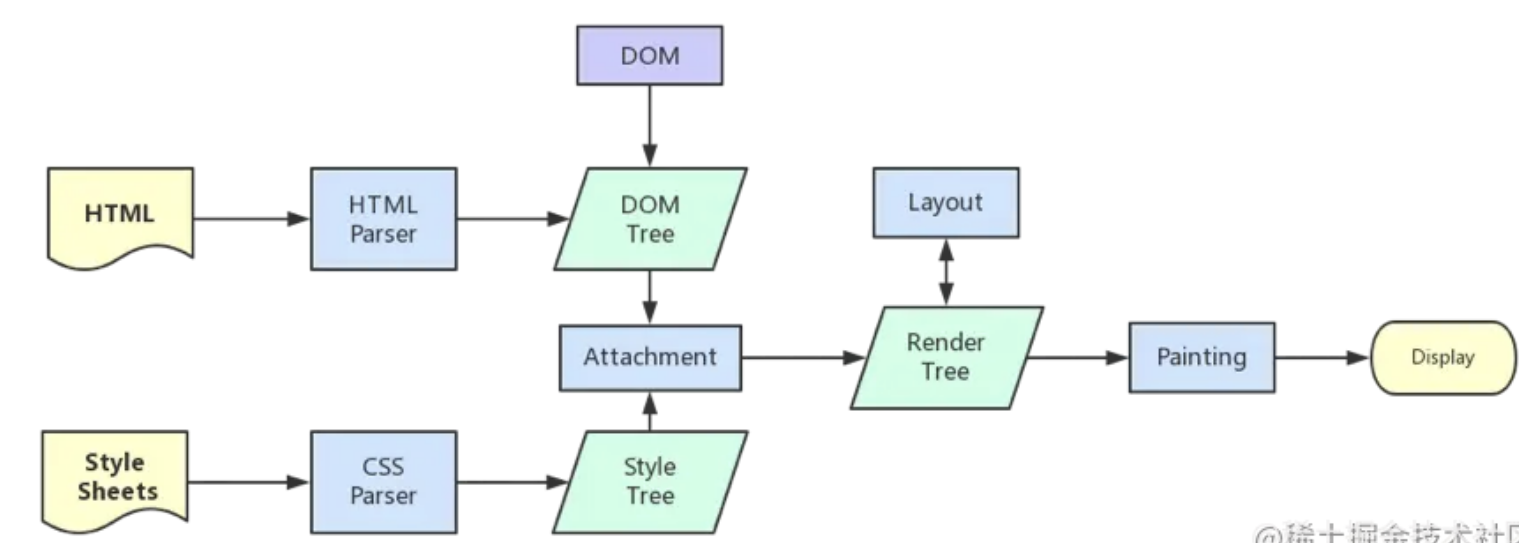 DOM
HTML
HTML
Parser
DOM
Tree
Layout
Attachment
Render
Tree
Painting
Display
Style
Sheets
CSS
Parser
Style
Tree
@稀土掘金技术社区